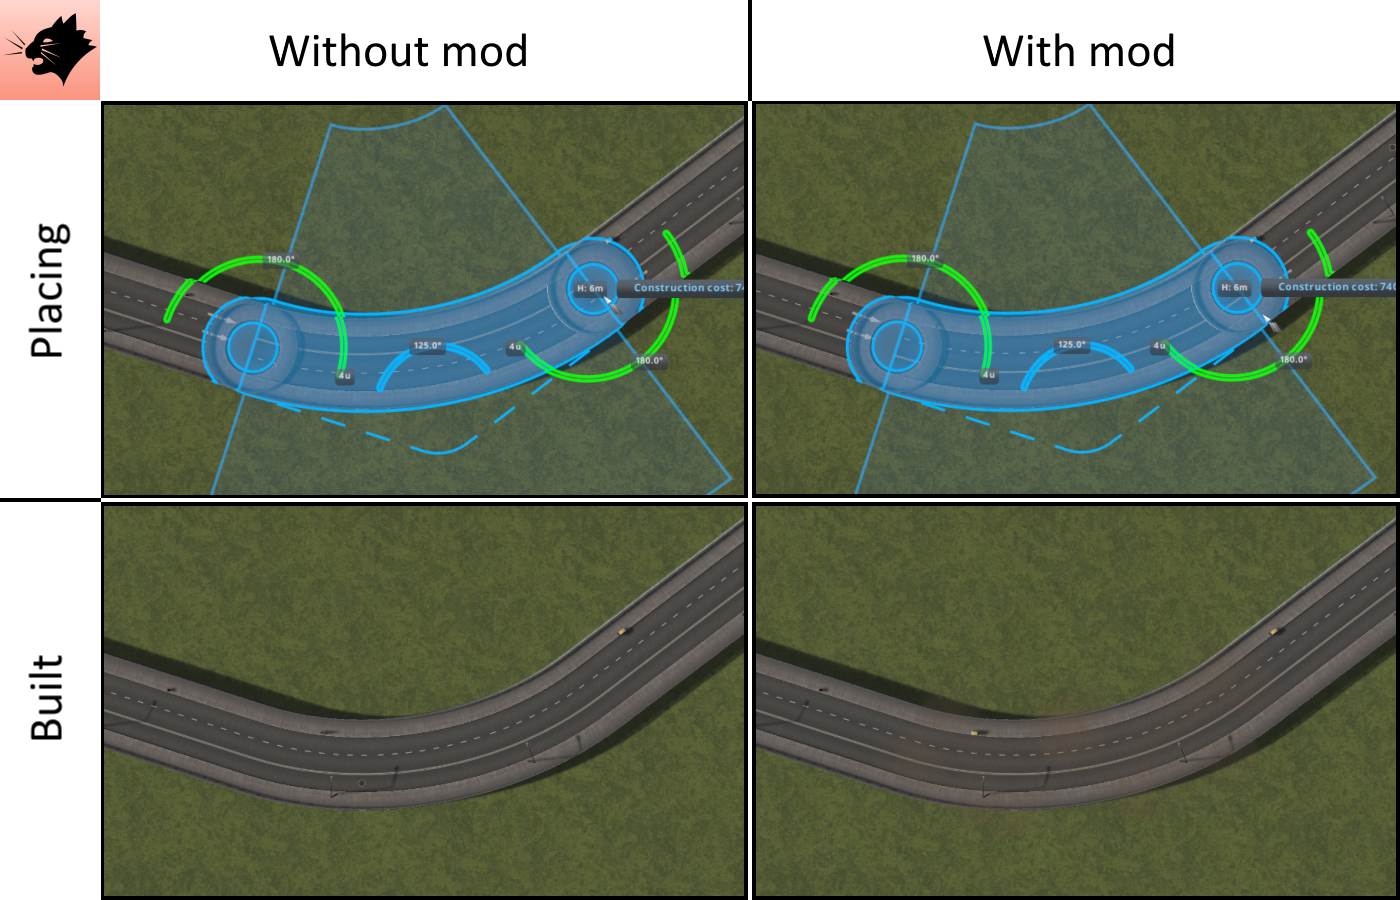 Without mod
With mod
Placing
180.0°
H: 6m
Construction cost: 74
125.0°
4u
4u
180.0°
180.0°
H: 6m
Construction cost: 740
125.0°
4u
4u
180.0°
Built